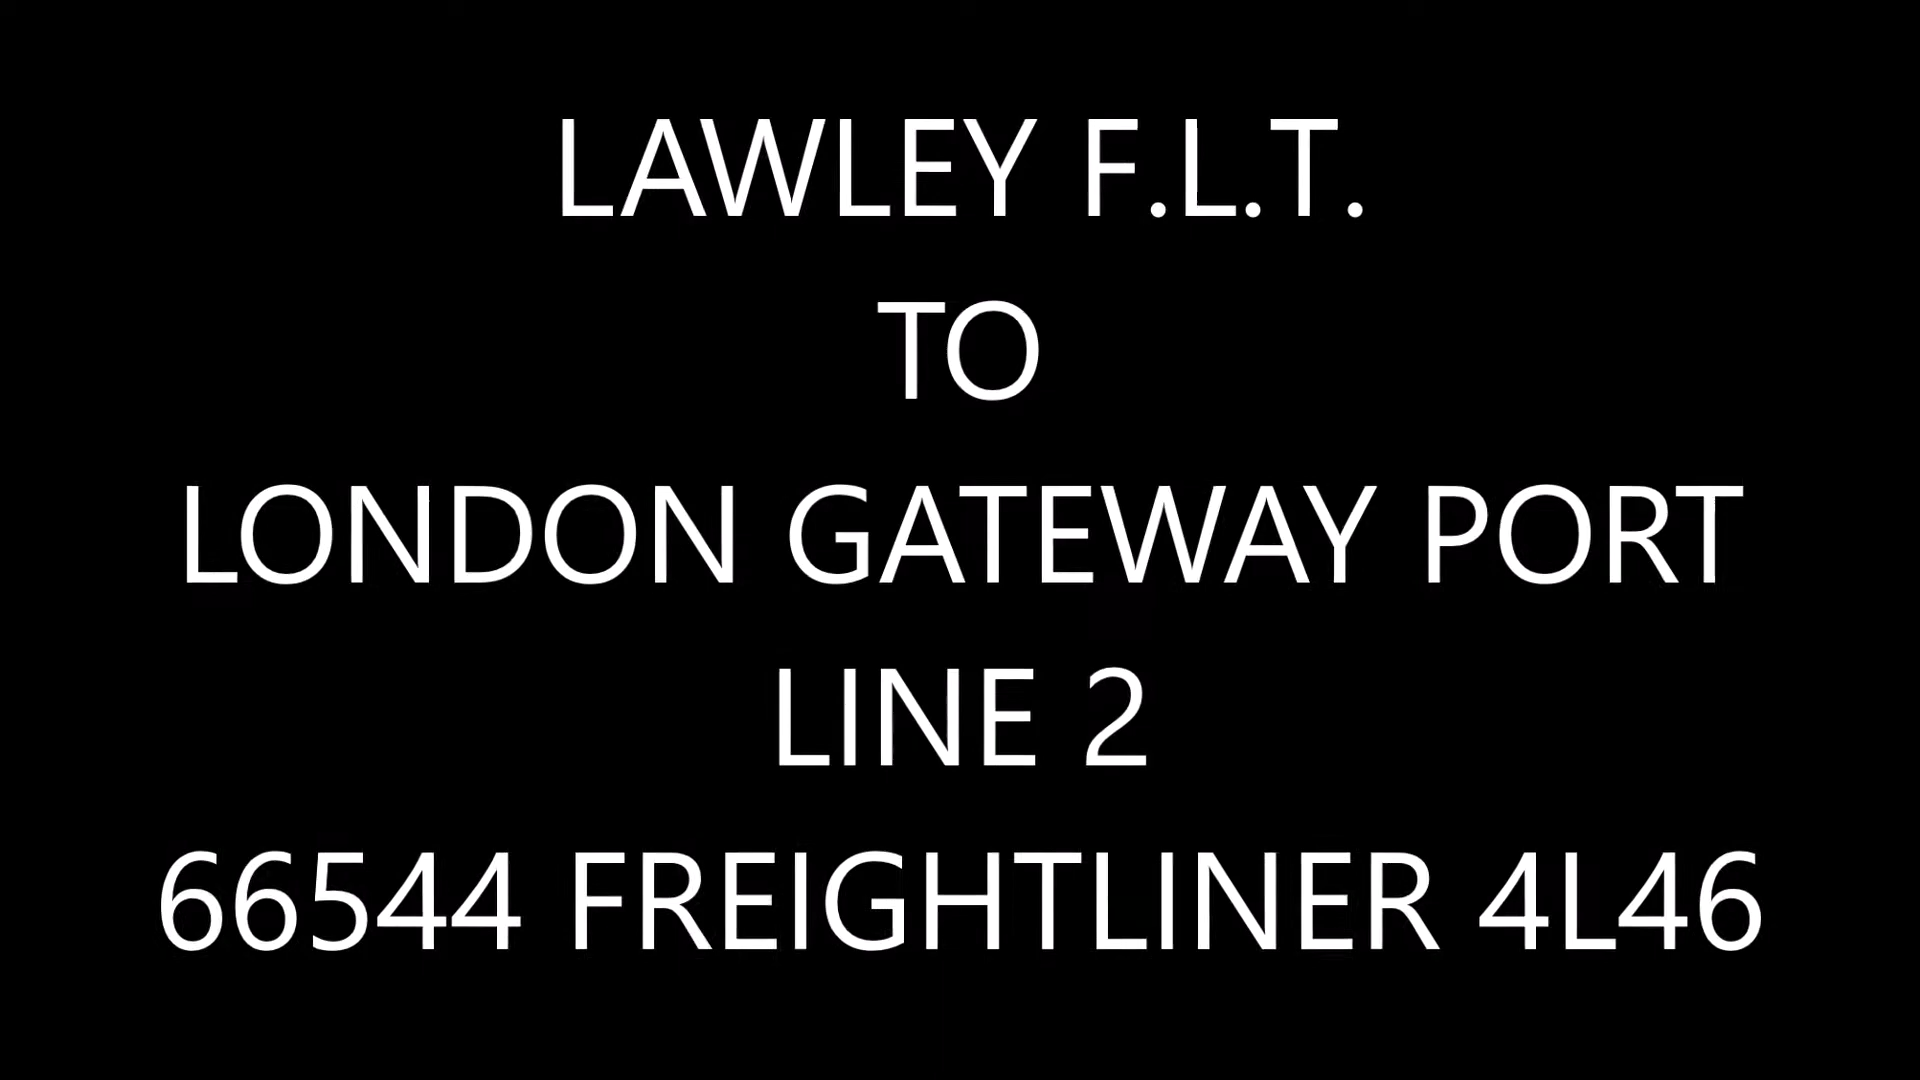 LAWLEY F.L.T.
TO
LONDON GATEWAY PORT
LINE 2
66544 FREIGHTLINER 4L46